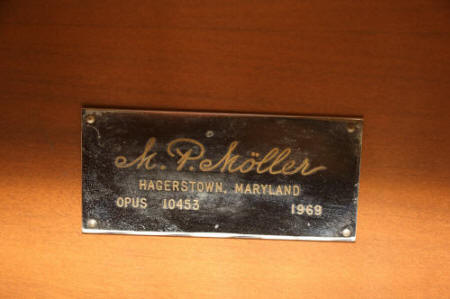 M. P. Möller
HAGERSTOWN, MARYLAND
OPUS 10453 1969